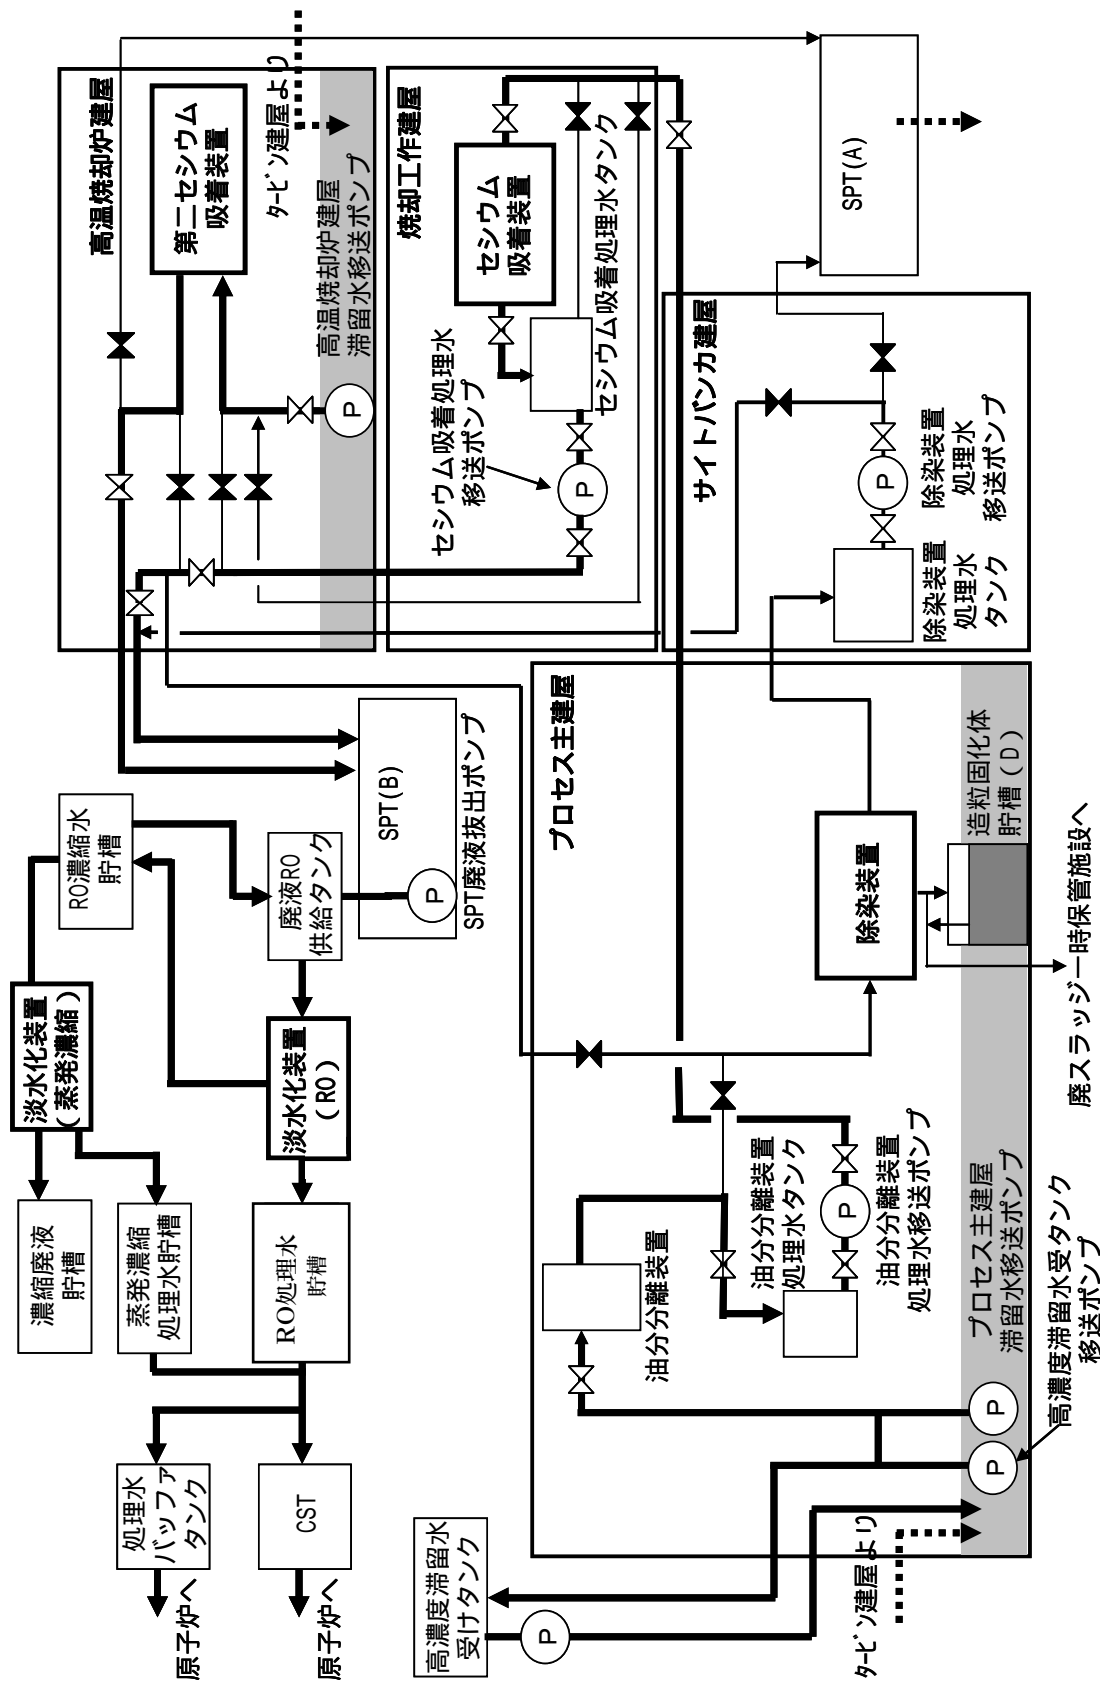 高温焼却炉建屋
第二セシウム
吸着装置
ﾀｰﾋﾞﾝ建屋より
高温焼却炉建屋
滞留水移送ポンプ
P
焼却工作建屋
セシウム
吸着装置
セシウム吸着処理水タンク
セシウム吸着処理水
移送ポンプ
P
サイトバンカ建屋
除染装置
処理水
移送ポンプ
P
除染装置
処理水
タンク
SPT(A)
SPT(B)
P
SPT廃液抜出ポンプ
RO濃縮水
貯槽
廃液RO
供給タンク
淡水化装置
(蒸発濃縮)
淡水化装置
(RO)
濃縮廃液
貯槽
蒸発濃縮
処理水貯槽
RO処理水
貯槽
処理水
バッファ
タンク
CST
原子炉へ
原子炉へ
プロセス主建屋
除染装置
造粒固化体
貯槽(D)
廃スラッジ一時保管施設へ
油分分離装置
油分分離装置
処理水タンク
P
油分分離装置
処理水移送ポンプ
プロセス主建屋
滞留水移送ポンプ
P
P
高濃度滞留水受タンク
移送ポンプ
高濃度滞留水
受けタンク
P
ﾀｰﾋﾞﾝ建屋より